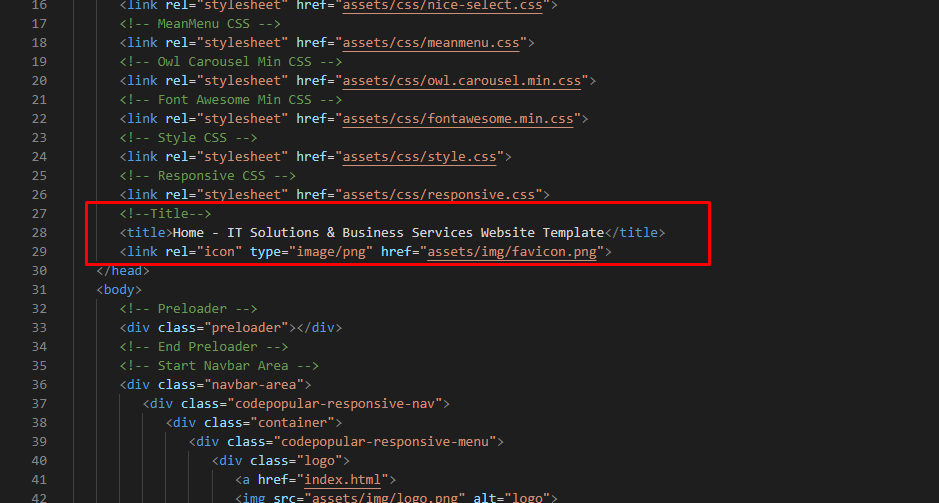 16 <link rel="stylesheet" href="assets/css/nice-select.css">
17 <!-- MeanMenu CSS -->
18 <link rel="stylesheet" href="assets/css/meanmenu.css">
19 <!-- Owl Carousel Min CSS -->
20 <link rel="stylesheet" href="assets/css/owl.carousel.min.css">
21 <!-- Font Awesome Min CSS -->
22 <link rel="stylesheet" href="assets/css/fontawesome.min.css">
23 <!-- Style CSS -->
24 <link rel="stylesheet" href="assets/css/style.css">
25 <!-- Responsive CSS -->
26 <link rel="stylesheet" href="assets/css/responsive.css">
27 <!--Title-->
28 <title>Home - IT Solutions & Business Services Website Template</title>
29 <link rel="icon" type="image/png" href="assets/img/favicon.png">
30 </head>
31 <body>
32 <!-- Preloader -->
33 <div class="preloader"></div>
34 <!-- End Preloader -->
35 <!-- Start Navbar Area -->
36 <div class="navbar-area">
37 <div class="codepopular-responsive-nav">
38 <div class="container">
39 <div class="codepopular-responsive-menu">
40 <div class="logo">
41 <a href="index.html">
42 <img src="assets/img/logo.png" alt="logo">